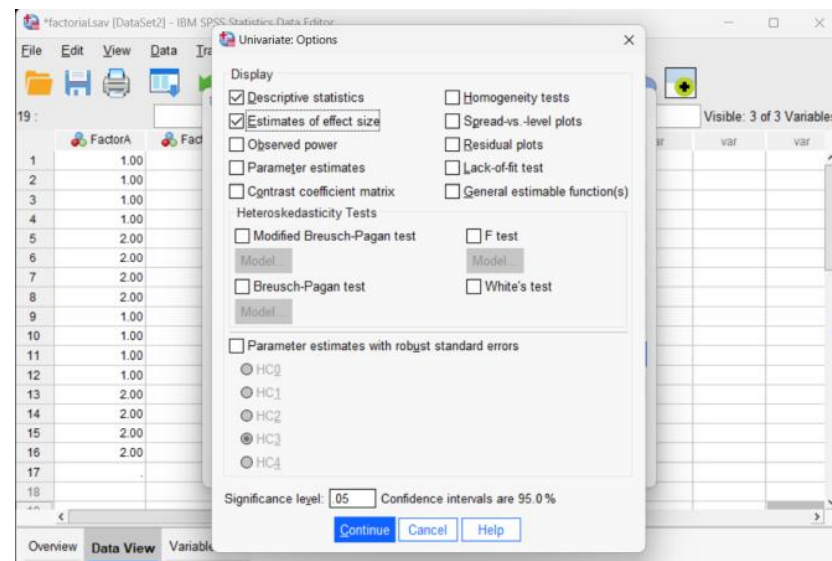 *factorial.sav [DataSet2] - IBM SPSS Statistics Data Editor
File Edit View Data Tra
19 :
Visible: 3 of 3 Variables
FactorA Fact
var var
1 1.00
2 1.00
3 1.00
4 1.00
5 2.00
6 2.00
7 2.00
8 2.00
9 1.00
10 1.00
11 1.00
12 1.00
13 2.00
14 2.00
15 2.00
16 2.00
17 .
18
Overview Data View Variable
Univariate: Options
Display
Descriptive statistics Homogeneity tests
Estimates of effect size Spread-vs.-level plots
Observed power Residual plots
Parameter estimates Lack-of-fit test
Contrast coefficient matrix General estimable function(s)
Heteroskedasticity Tests
Modified Breusch-Pagan test F test
Model... Model...
Breusch-Pagan test White's test
Model...
Parameter estimates with robust standard errors
HC0
HC1
HC2
HC3
HC4
Significance level: .05 Confidence intervals are 95.0 %
Continue Cancel Help